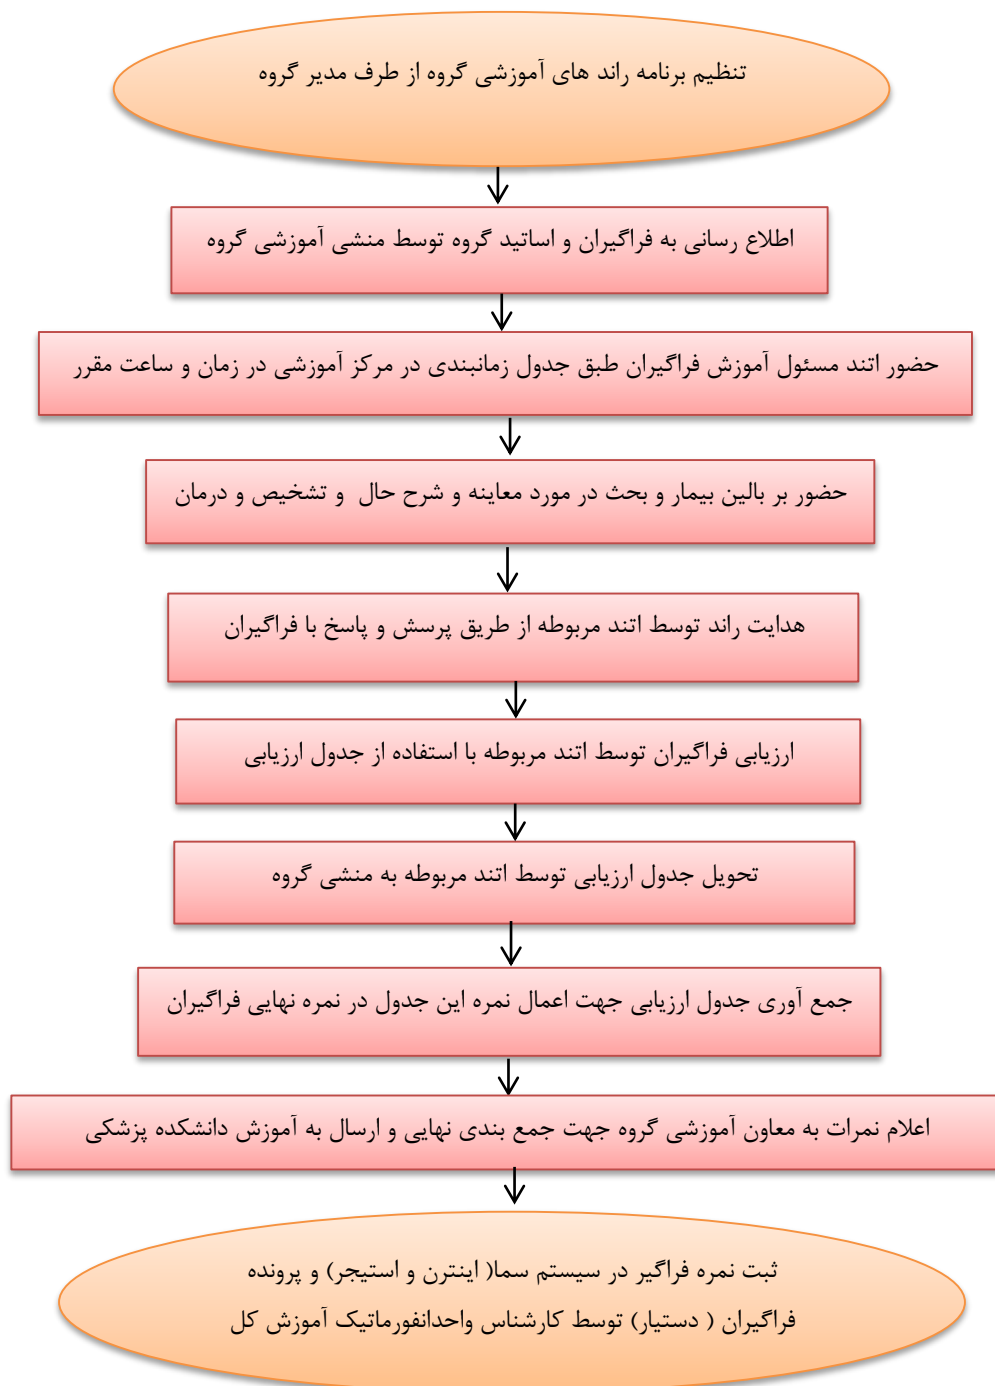 تنظیم برنامه راند های آموزشی گروه از طرف مدیر گروه
اطلاع رسانی به فراگیران و اساتید گروه توسط منشی آموزشی گروه
حضور اتند مسئول آموزش فراگیران طبق جدول زمانبندی در مرکز آموزشی در زمان و ساعت مقرر
حضور بر بالین بیمار و بحث در مورد معاینه و شرح حال و تشخیص و درمان
هدایت راند توسط اتند مربوطه از طریق پرسش و پاسخ با فراگیران
ارزیابی فراگیران توسط اتند مربوطه با استفاده از جدول ارزیابی
تحویل جدول ارزیابی توسط اتند مربوطه به منشی گروه
جمع آوری جدول ارزیابی جهت اعمال نمره این جدول در نمره نهایی فراگیران
اعلام نمرات به معاون آموزشی گروه جهت جمع بندی نهایی و ارسال به آموزش دانشکده پزشکی
ثبت نمره فراگیر در سیستم سما( اینترن و استیجر) و پرونده
فراگیران ( دستیار) توسط کارشناس واحدانفورماتیک آموزش کل